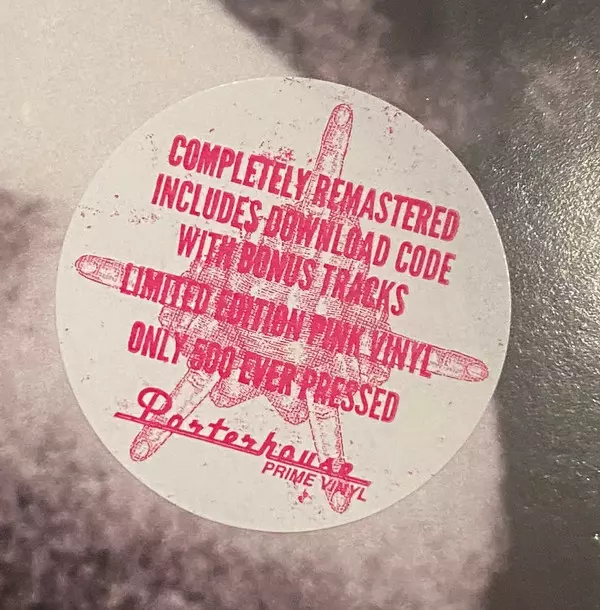 COMPLETELY REMASTERED
INCLUDES DOWNLOAD CODE
WITH BONUS TRACKS
LIMITED EDITION PINK VINYL
ONLY 500 EVER PRESSED
Porterhouse
PRIME VINYL